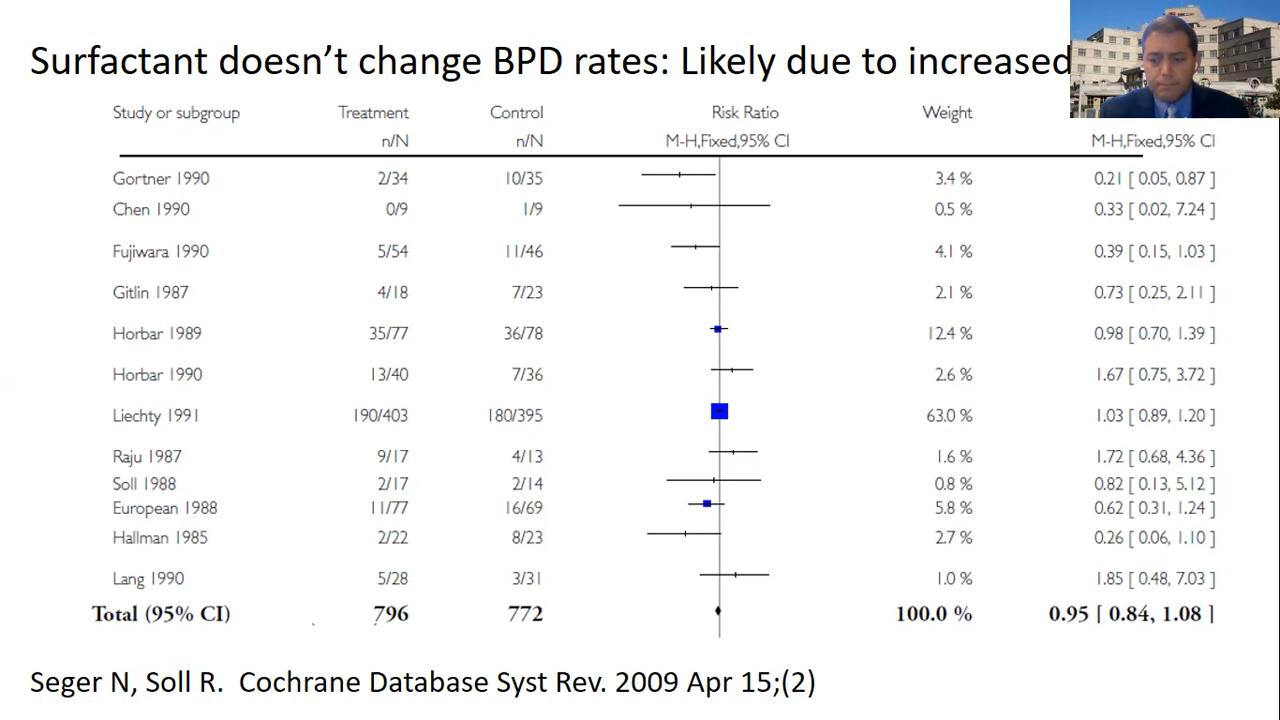 Surfactant doesn’t change BPD rates: Likely due to increased
Study or subgroup Treatment Control Risk Ratio Weight
n/N n/N M-H,Fixed,95% CI M-H,Fixed,95% CI
Gortner 1990 2/34 10/35 3.4 % 0.21 [ 0.05, 0.87 ]
Chen 1990 0/9 1/9 0.5 % 0.33 [ 0.02, 7.24 ]
Fujiwara 1990 5/54 11/46 4.1 % 0.39 [ 0.15, 1.03 ]
Gitlin 1987 4/18 7/23 2.1 % 0.73 [ 0.25, 2.11 ]
Horbar 1989 35/77 36/78 12.4 % 0.98 [ 0.70, 1.39 ]
Horbar 1990 13/40 7/36 2.6 % 1.67 [ 0.75, 3.72 ]
Liechty 1991 190/403 180/395 63.0 % 1.03 [ 0.89, 1.20 ]
Raju 1987 9/17 4/13 1.6 % 1.72 [ 0.68, 4.36 ]
Soll 1988 2/17 2/14 0.8 % 0.82 [ 0.13, 5.12 ]
European 1988 11/77 16/69 5.8 % 0.62 [ 0.31, 1.24 ]
Hallman 1985 2/22 8/23 2.7 % 0.26 [ 0.06, 1.10 ]
Lang 1990 5/28 3/31 1.0 % 1.85 [ 0.48, 7.03 ]
Total (95% CI) 796 772 100.0 % 0.95 [ 0.84, 1.08 ]
Seger N, Soll R. Cochrane Database Syst Rev. 2009 Apr 15;(2)